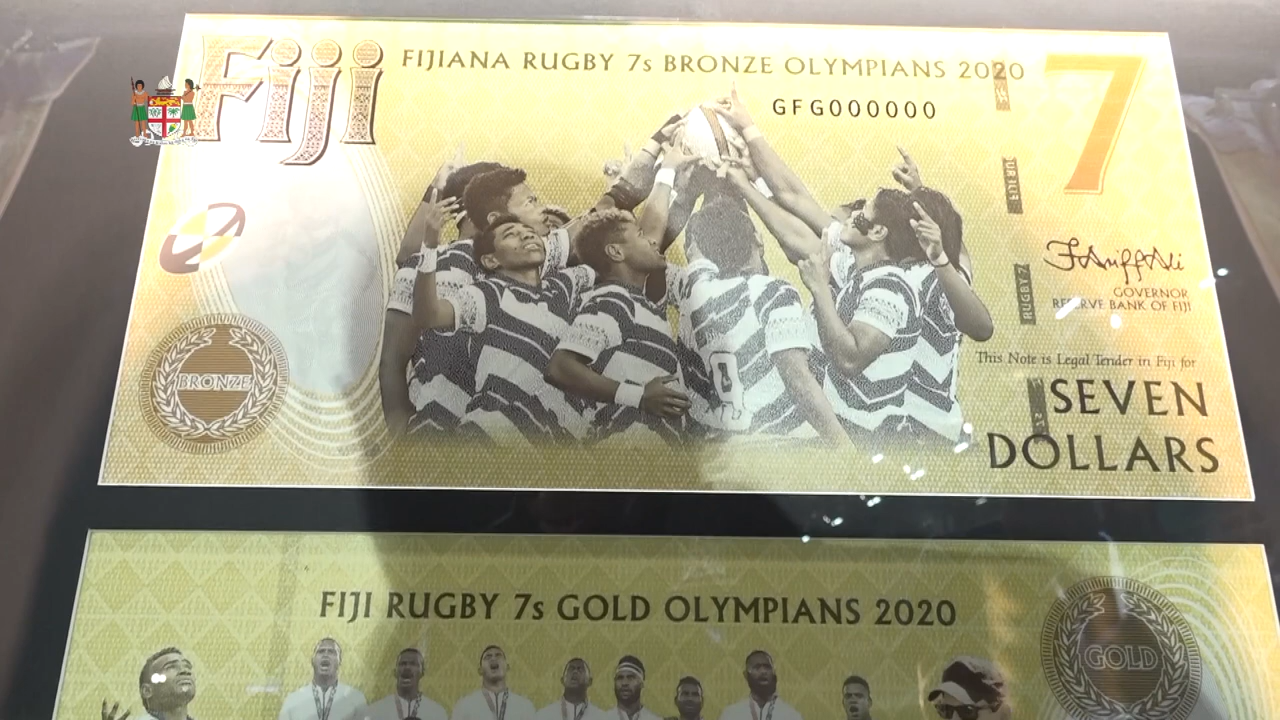 Fiji
FIJIANA RUGBY 7s BRONZE OLYMPIANS 2020
7
GFG000000
RUGBY7
GOVERNOR
RESERVE BANK OF FIJI
This Note is Legal Tender in Fiji for
SEVEN
DOLLARS
BRONZE
FIJI RUGBY 7s GOLD OLYMPIANS 2020
GOLD